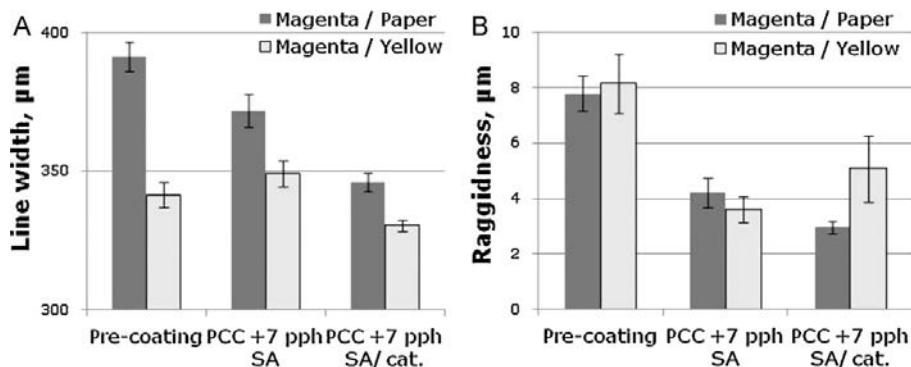 A
Line width, µm
400
350
300
Magenta / Paper
Magenta / Yellow
Pre-coating
PCC +7 pph SA
PCC +7 pph SA/ cat.
B
Raggidness, µm
10
8
6
4
2
0
Magenta / Paper
Magenta / Yellow
Pre-coating
PCC +7 pph SA
PCC +7 pph SA/ cat.